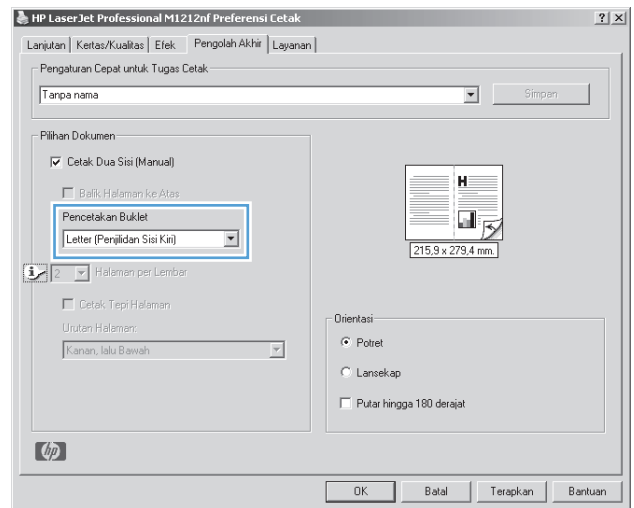 HP LaserJet Professional M1212nf Preferensi Cetak
Lanjutan Kertas/Kualitas Efek Pengolah Akhir Layanan
Pengaturan Cepat untuk Tugas Cetak
Tanpa nama Simpan
Pilihan Dokumen
Cetak Dua Sisi (Manual)
Balik Halaman ke Atas
Pencetakan Buklet
Letter (Penjilidan Sisi Kiri)
2 Halaman per Lembar
Cetak Tepi Halaman
Urutan Halaman:
Kanan, lalu Bawah
H
215,9 x 279,4 mm.
Orientasi
Potret
Lansekap
Putar hingga 180 derajat
hp
OK Batal Terapkan Bantuan